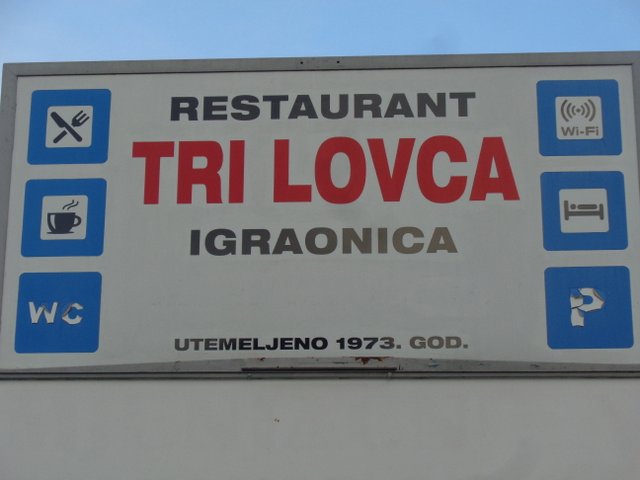 RESTAURANT
TRI LOVCA
IGRAONICA
UTEMELJENO 1973. GOD.
WC
Wi-Fi
P